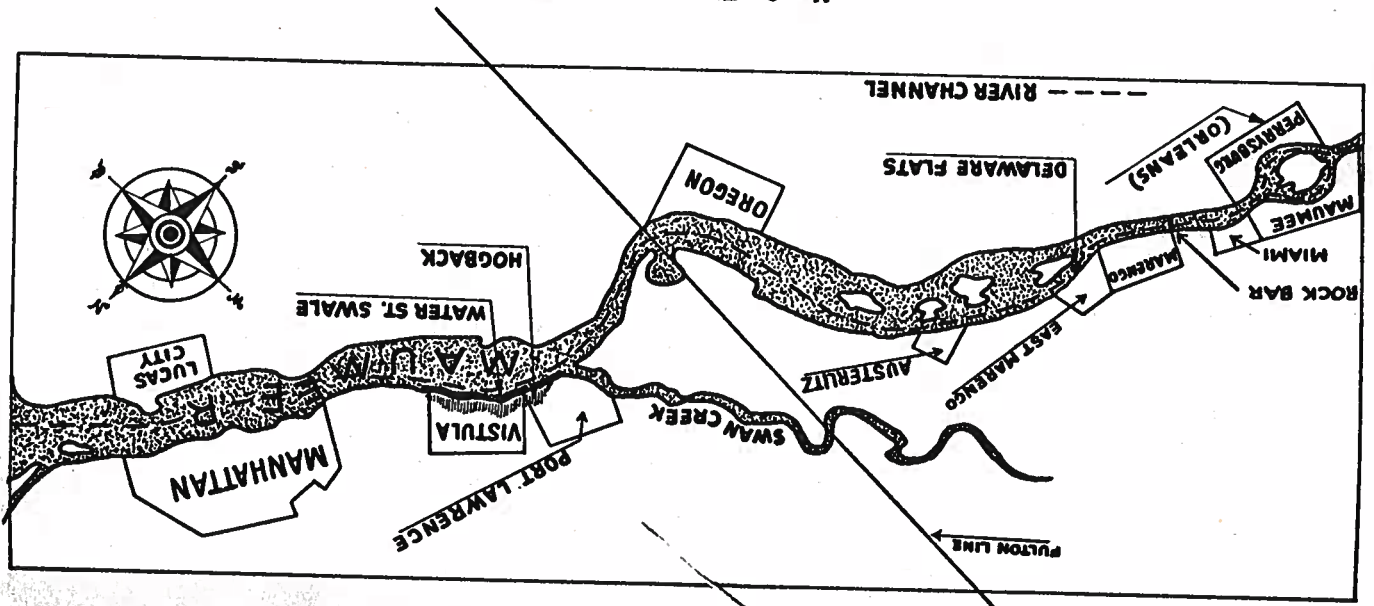 FULTON LINE
PORT LAWRENCE
MANHATTAN
SWAN CREEK
VISTULA
EAST MARENGO
AUSTERLITZ
LUCAS
CITY
MAUMEE
ROCK BAR
MIAMI
MARENGO
MAUMEE
WATER ST. SWALE
HOGBACK
OREGON
DELAWARE FLATS
PERRYSBURG
(ORLEANS)
RIVER CHANNEL